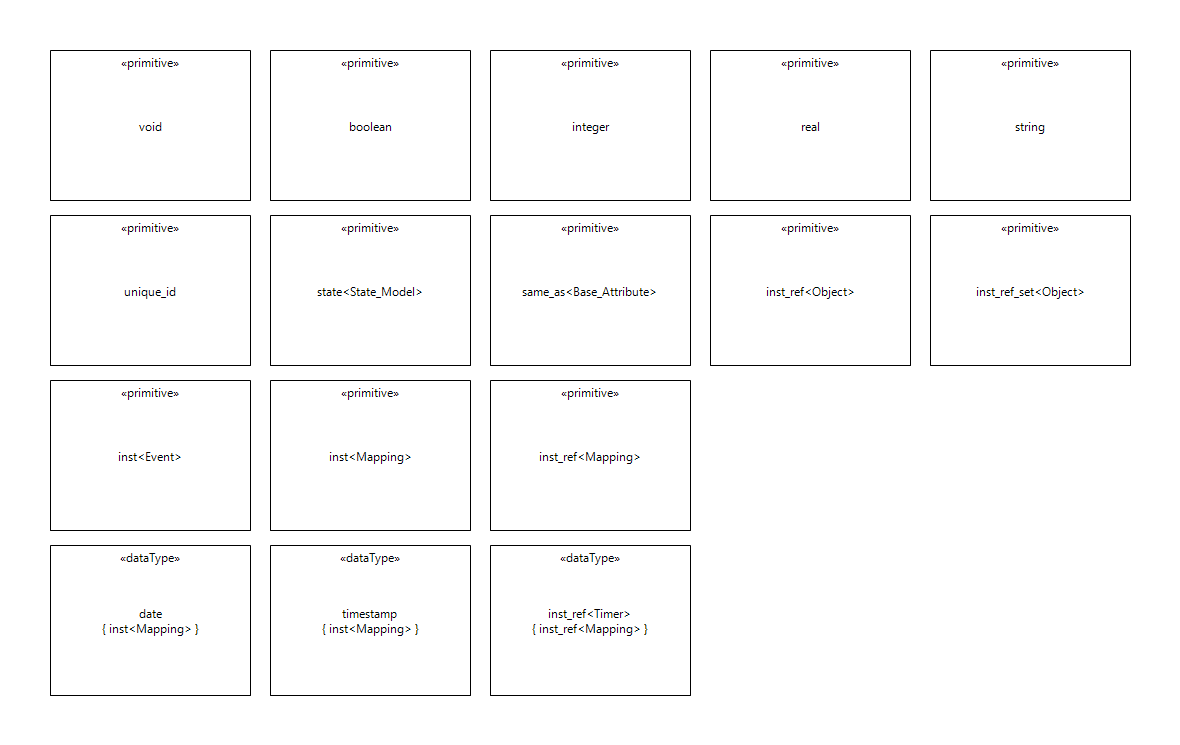 «primitive»
void
«primitive»
boolean
«primitive»
integer
«primitive»
real
«primitive»
string
«primitive»
unique_id
«primitive»
state<State_Model>
«primitive»
same_as<Base_Attribute>
«primitive»
inst_ref<Object>
«primitive»
inst_ref_set<Object>
«primitive»
inst<Event>
«primitive»
inst<Mapping>
«primitive»
inst_ref<Mapping>
«dataType»
date
{ inst<Mapping> }
«dataType»
timestamp
{ inst<Mapping> }
«dataType»
inst_ref<Timer>
{ inst_ref<Mapping> }